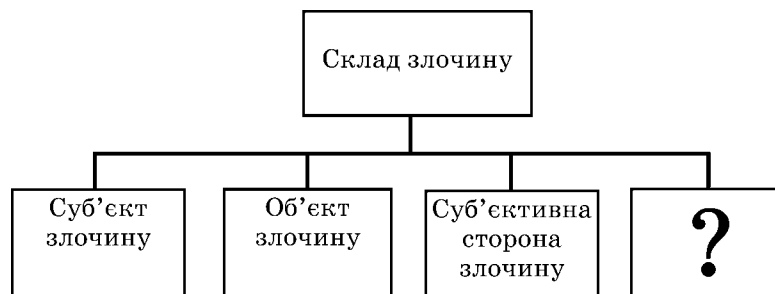 Склад злочину
Суб'єкт
злочину
Об'єкт
злочину
Суб'єктивна
сторона
злочину
?